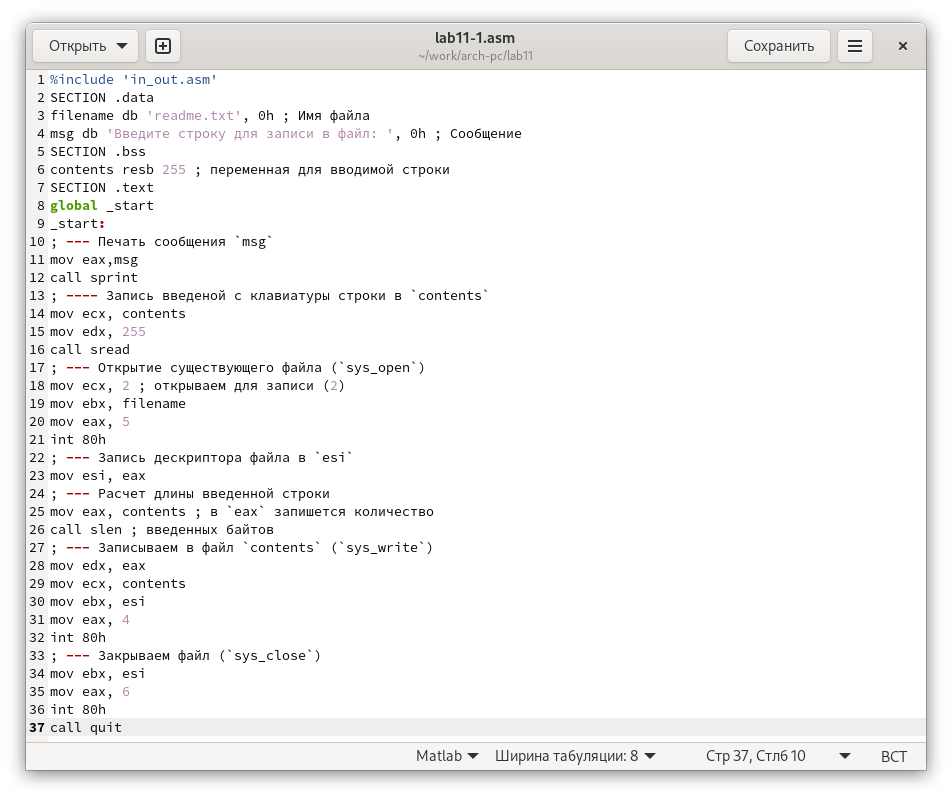 Открыть
lab11-1.asm
~/work/arch-pc/lab11
Сохранить
1 %include 'in_out.asm'
2 SECTION .data
3 filename db 'readme.txt', 0h ; Имя файла
4 msg db 'Введите строку для записи в файл: ', 0h ; Сообщение
5 SECTION .bss
6 contents resb 255 ; переменная для вводимой строки
7 SECTION .text
8 global _start
9 _start:
10 ; --- Печать сообщения `msg`
11 mov eax,msg
12 call sprint
13 ; ---- Запись введеной с клавиатуры строки в `contents`
14 mov ecx, contents
15 mov edx, 255
16 call sread
17 ; --- Открытие существующего файла (`sys_open`)
18 mov ecx, 2 ; открываем для записи (2)
19 mov ebx, filename
20 mov eax, 5
21 int 80h
22 ; --- Запись дескриптора файла в `esi`
23 mov esi, eax
24 ; --- Расчет длины введенной строки
25 mov eax, contents ; в `eax` запишется количество
26 call slen ; введенных байтов
27 ; --- Записываем в файл `contents` (`sys_write`)
28 mov edx, eax
29 mov ecx, contents
30 mov ebx, esi
31 mov eax, 4
32 int 80h
33 ; --- Закрываем файл (`sys_close`)
34 mov ebx, esi
35 mov eax, 6
36 int 80h
37 call quit
Matlab Ширина табуляции: 8 Стр 37, Стлб 10 ВСТ